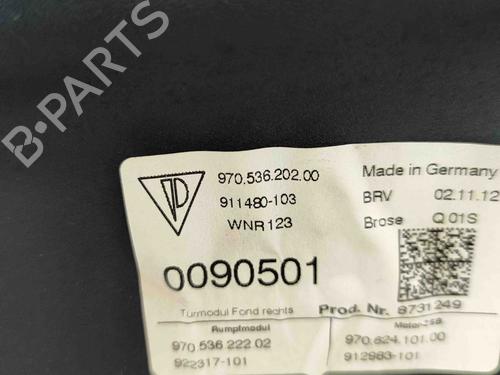 B-PARTS
970.536.202.00
911480-103
WNR123
Made in Germany
BRV 02.11.12
Brose Q01S
0090501
Turmodul Fond rechts
Prod. Nr. 8731249
Rumpfmodul
970.536.222.02
922317-101
970.624.101.00
912983-101